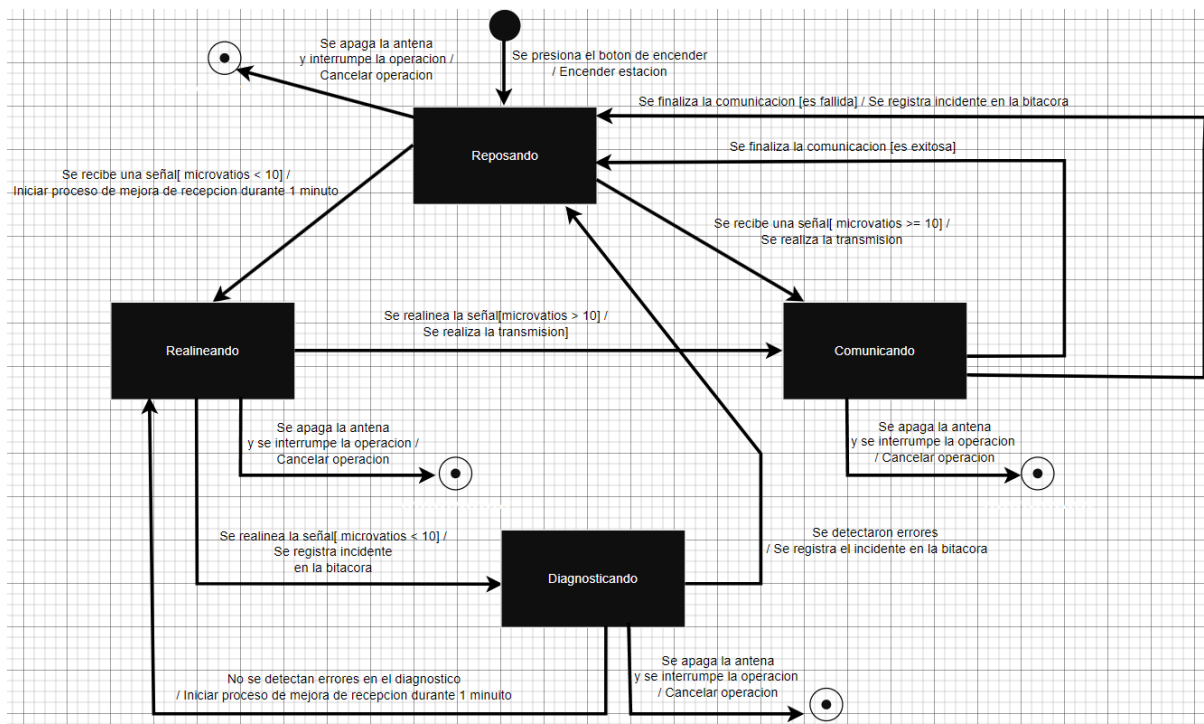 Se apaga la antena
y interrumpe la operacion /
Cancelar operacion
Se presiona el boton de encender
/ Encender estacion
Se finaliza la comunicacion [es fallida] / Se registra incidente en la bitacora
Reposando
Se finaliza la comunicacion [es exitosa]
Se recibe una señal[ microvatios < 10] /
Iniciar proceso de mejora de recepcion durante 1 minuto
Se recibe una señal[ microvatios >= 10] /
Se realiza la transmision
Se realinea la señal[microvatios > 10] /
Se realiza la transmision]
Realineando
Comunicando
Se apaga la antena
y se interrumpe la operacion /
Cancelar operacion
Se apaga la antena
y se interrumpe la operacion
/ Cancelar operacion
Se realinea la señal[ microvatios < 10] /
Se registra incidente
en la bitacora
Se detectaron errores
/ Se registra el incidente en la bitacora
Diagnosticando
No se detectan errores en el diagnostico
/ Iniciar proceso de mejora de recepcion durante 1 minuito
Se apaga la antena
y se interrumpe la operacion
/ Cancelar operacion